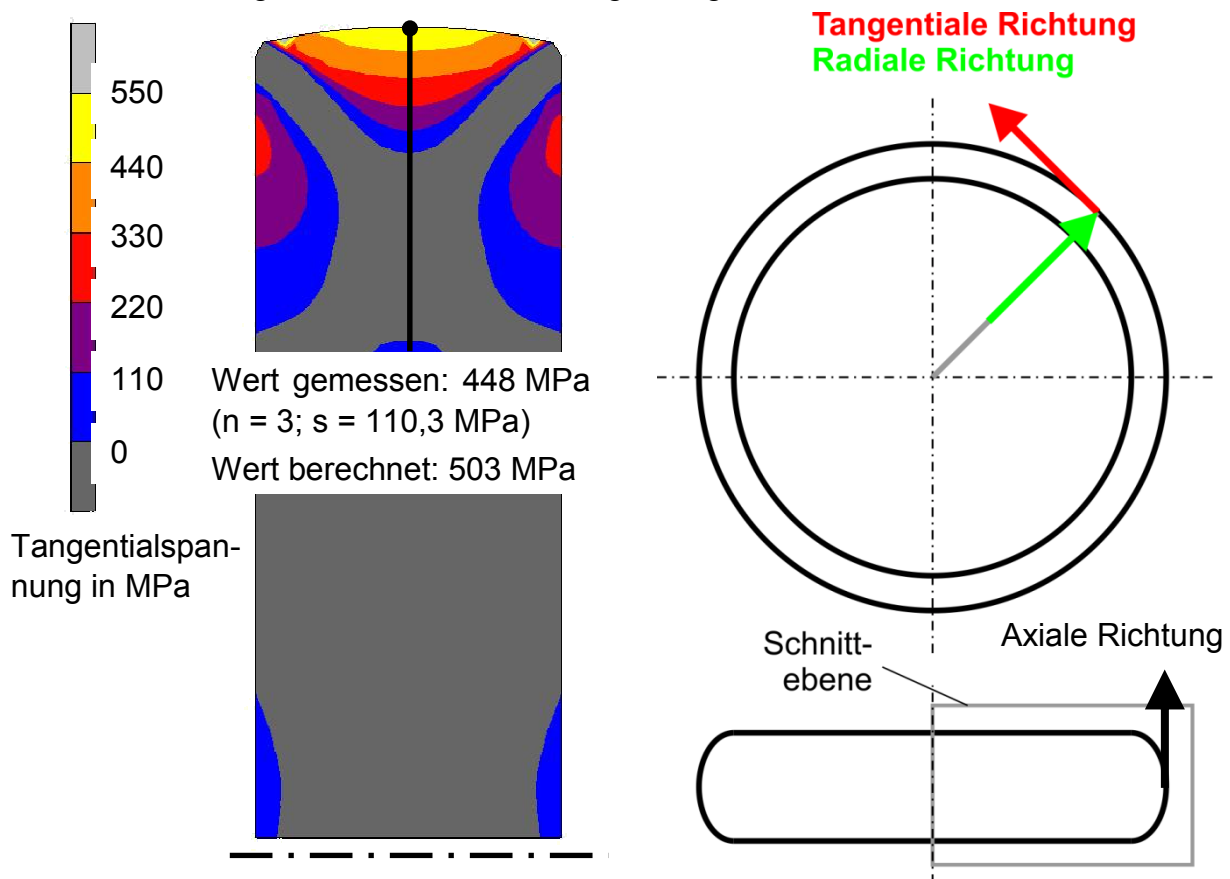 Tangentiale Richtung
Radiale Richtung
550
440
330
220
110
0
Tangentialspan-
nung in MPa
Wert gemessen: 448 MPa
(n = 3; s = 110,3 MPa)
Wert berechnet: 503 MPa
Schnitt-
ebene
Axiale Richtung